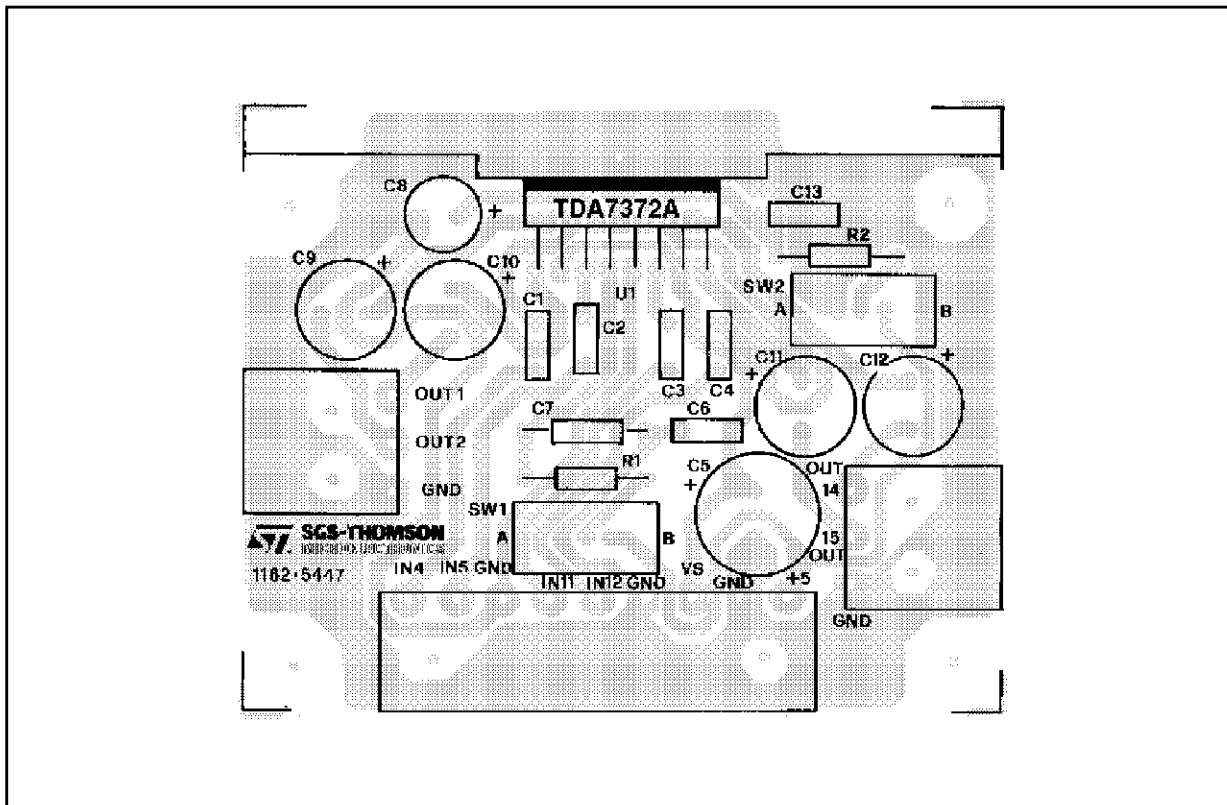 C8
+
TDA7372A
C13
R2
C9
+
C10
+
SW2
A
B
U1
C1
C2
C3
C4
+
C11
C12
+
OUT1
OUT2
GND
C7
C6
R1
C5
+
OUT
14
15
OUT
SW1
A
B
SGS-THOMSON
MICROELECTRONICS
1182·5447
IN4
IN5
GND
IN11
IN12
GND
VS
GND
+5
GND